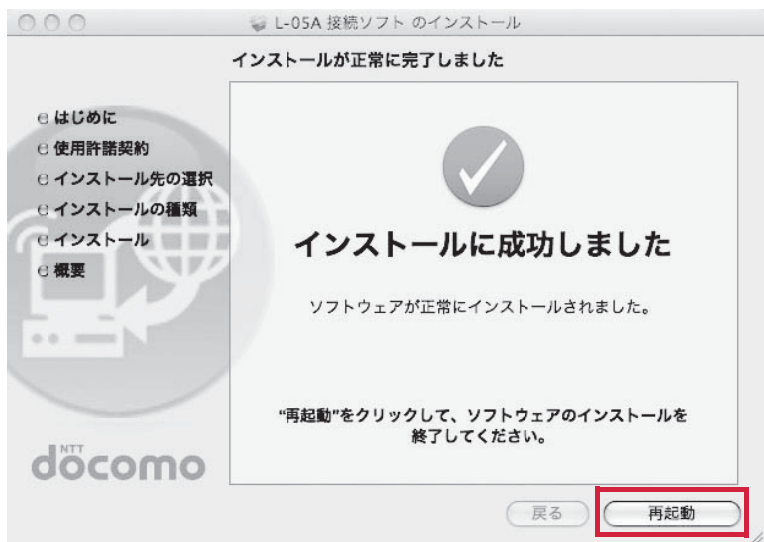 L-05A 接続ソフト のインストール
インストールが正常に完了しました
はじめに
使用許諾契約
インストール先の選択
インストールの種類
インストール
概要
インストールに成功しました
ソフトウェアが正常にインストールされました。
“再起動”をクリックして、ソフトウェアのインストールを
終了してください。
NTT
döcomo
戻る
再起動